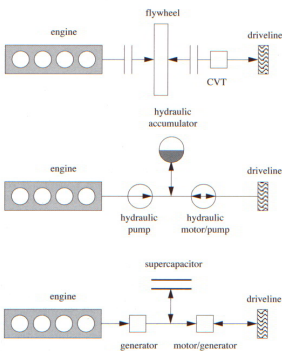 flywheel
engine
driveline
CVT
hydraulic
accumulator
engine
driveline
hydraulic
pump
hydraulic
motor/pump
supercapacitor
engine
driveline
generator
motor/generator